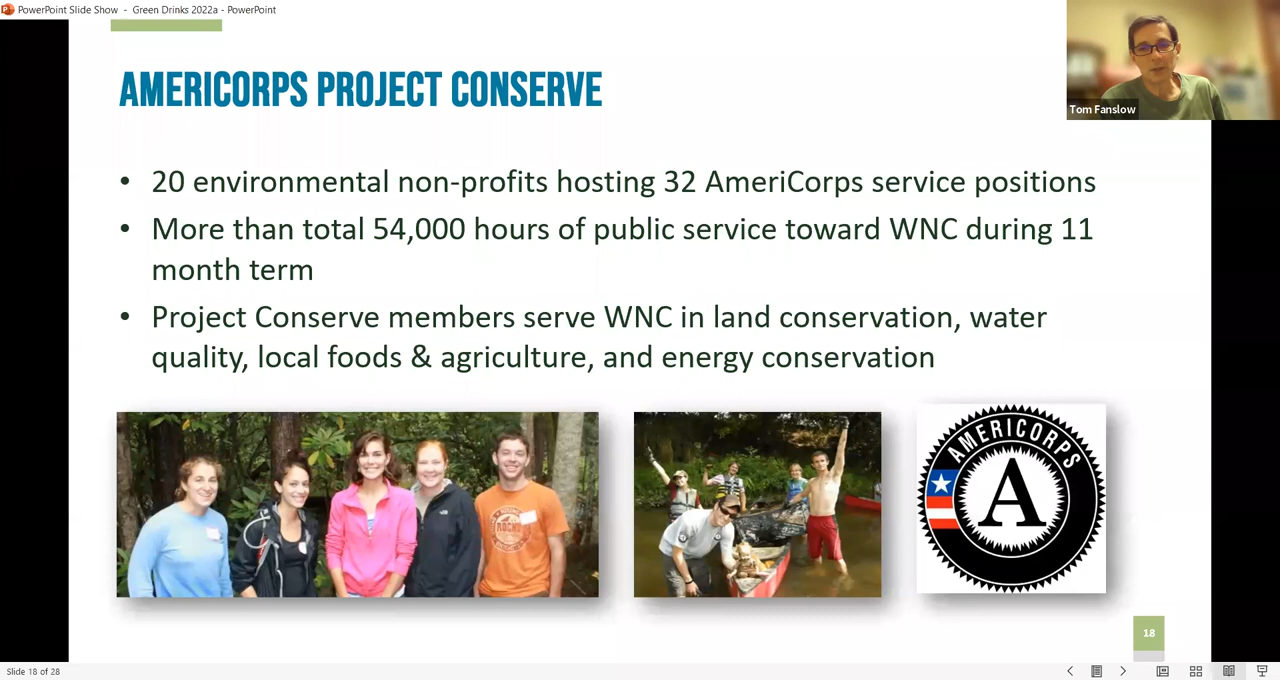 PowerPoint Slide Show - Green Drinks 2022a - PowerPoint
Tom Fanslow
AMERICORPS PROJECT CONSERVE
• 20 environmental non-profits hosting 32 AmeriCorps service positions
• More than total 54,000 hours of public service toward WNC during 11
month term
• Project Conserve members serve WNC in land conservation, water
quality, local foods & agriculture, and energy conservation
ROCKY
AMERICORPS
A
18
Slide 18 of 28